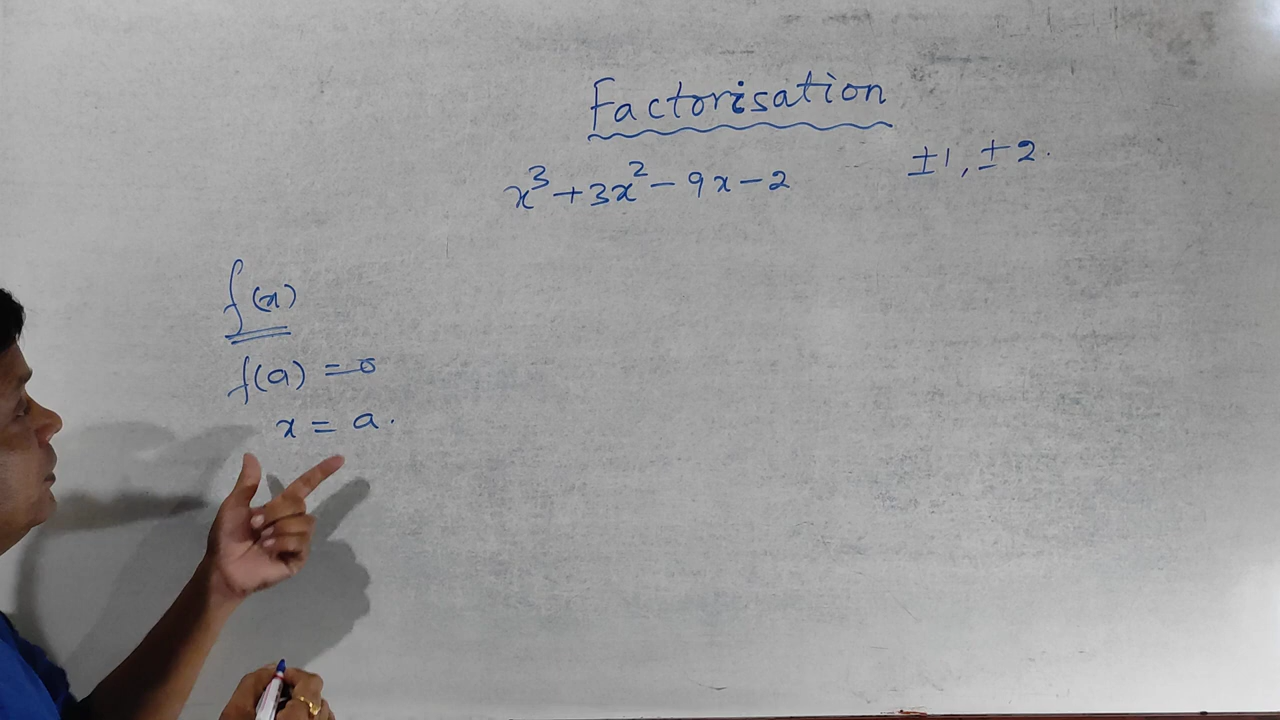 Factorisation
x³+3x²-9x-2
±1, ±2.
f(x)
f(a) = 0
x = a.